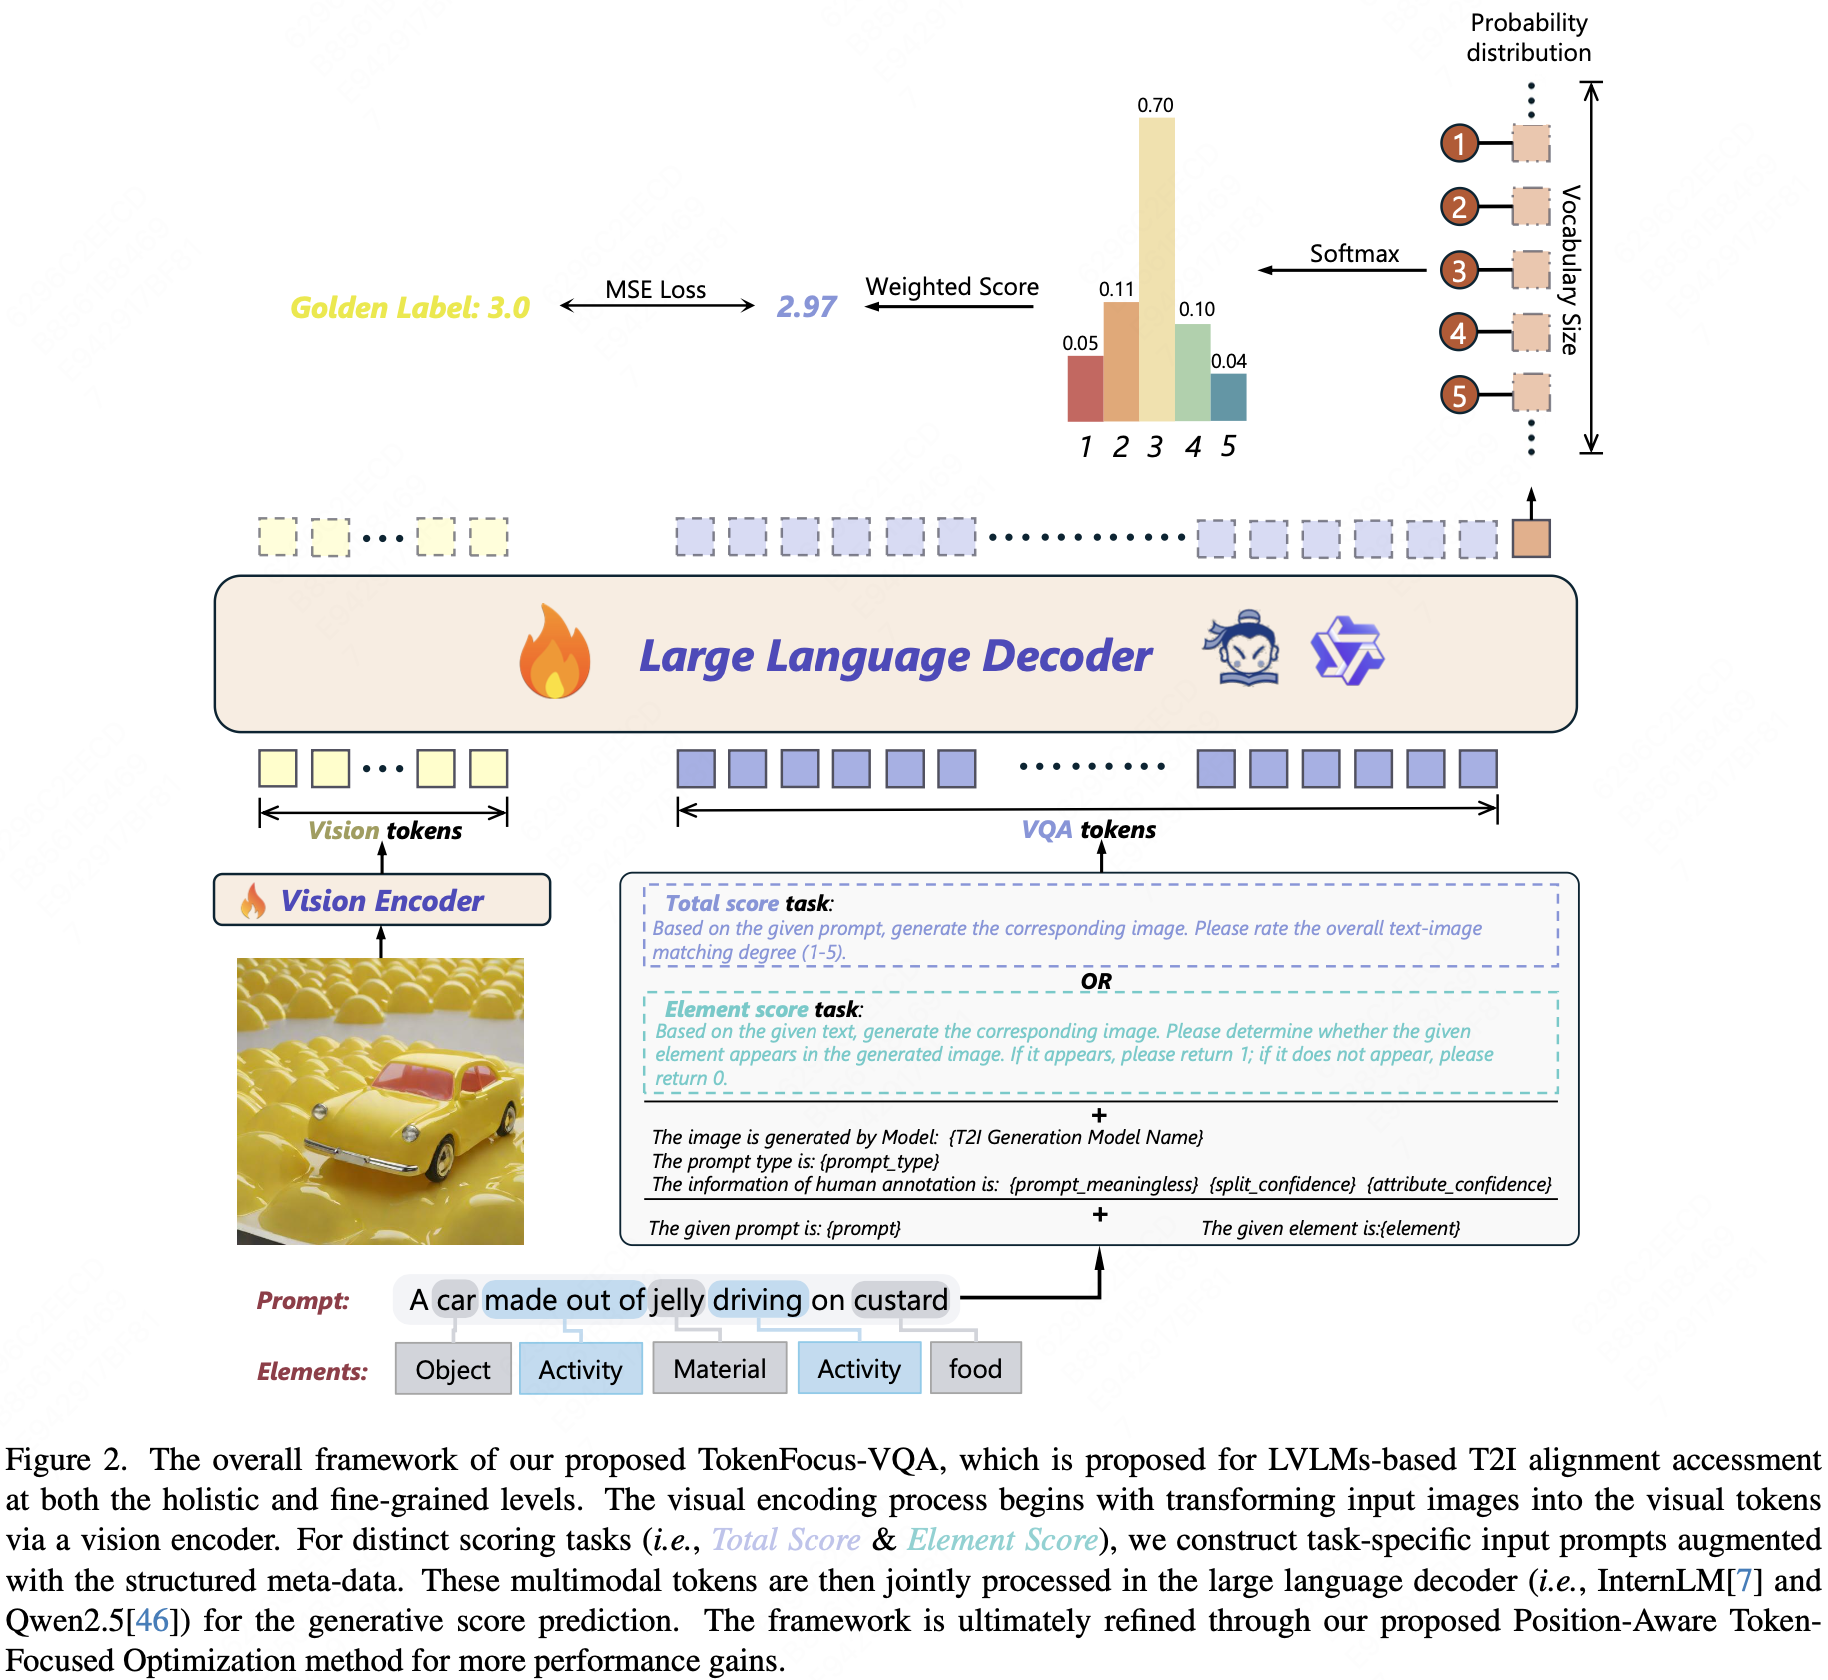 Probability
distribution
0.70
1
2
Vocabulary Size
Softmax
3
0.11
Weighted Score
MSE Loss
Golden Label: 3.0
2.97
0.10
4
0.05
0.04
5
1 2 3 4 5
Large Language Decoder
Vision tokens
VQA tokens
Vision Encoder
Total score task:
Based on the given prompt, generate the corresponding image. Please rate the overall text-image
matching degree (1-5).
OR
Element score task:
Based on the given text, generate the corresponding image. Please determine whether the given
element appears in the generated image. If it appears, please return 1; if it does not appear, please
return 0.
+
The image is generated by Model: {T2I Generation Model Name}
The prompt type is: {prompt_type}
The information of human annotation is: {prompt_meaningless} {split_confidence} {attribute_confidence}
+
The given prompt is: {prompt} The given element is:{element}
Prompt: A car made out of jelly driving on custard
Elements: Object Activity Material Activity food
Figure 2. The overall framework of our proposed TokenFocus-VQA, which is proposed for LVLMs-based T2I alignment accessment
at both the holistic and fine-grained levels. The visual encoding process begins with transforming input images into the visual tokens
via a vision encoder. For distinct scoring tasks (i.e., Total Score & Element Score), we construct task-specific input prompts augmented
with the structured meta-data. These multimodal tokens are then jointly processed in the large language decoder (i.e., InternLM[7] and
Qwen2.5[46]) for the generative score prediction. The framework is ultimately refined through our proposed Position-Aware Token-
Focused Optimization method for more performance gains.